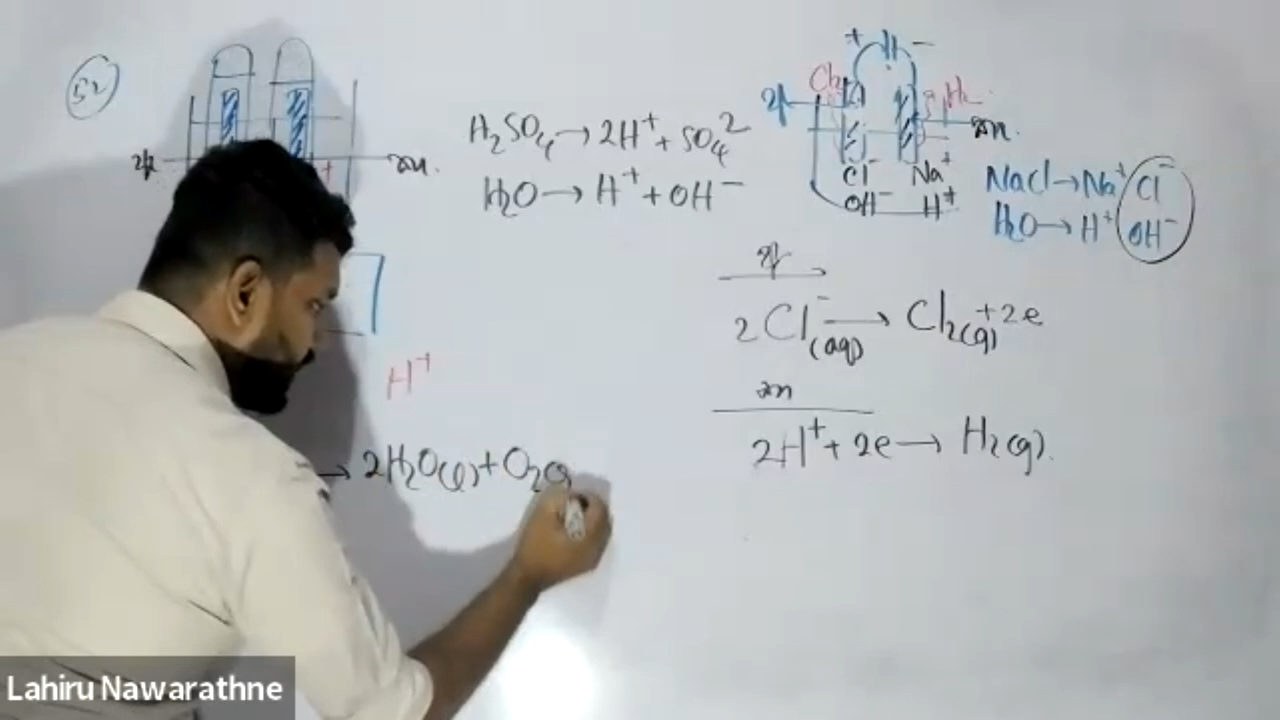 52
H₂SO₄ → 2H⁺ + SO₄²
H₂O → H⁺ + OH⁻
H⁺
→ 2H₂O(l) + O₂g
+ −
Cl₂ H₂
Cl⁻ Na⁺
OH⁻ H⁺
NaCl → Na⁺ Cl⁻
H₂O → H⁺ OH⁻
2Cl⁻(aq) → Cl₂(g) + 2e
2H⁺ + 2e → H₂(g).
Lahiru Nawarathne